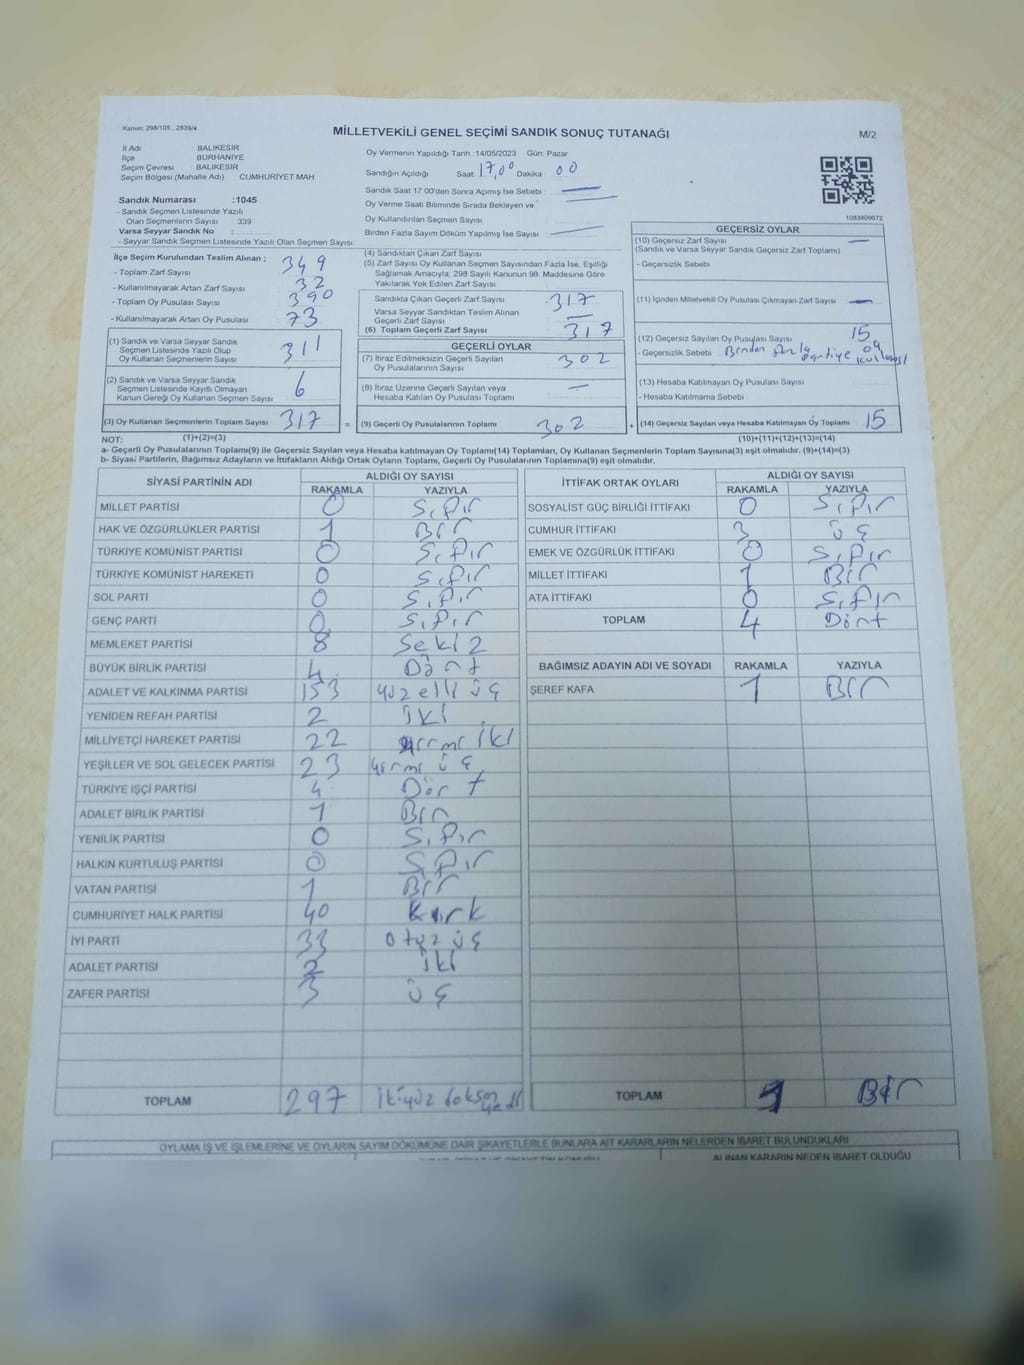 Kanun: 298/105 , 2839/4
MİLLETVEKİLİ GENEL SEÇİMİ SANDIK SONUÇ TUTANAĞI
M/2
İl Adı BALIKESİR
İlçe BURHANİYE
Seçim Çevresi BALIKESİR
Seçim Bölgesi (Mahalle Adı) : CUMHURİYET MAH
Sandık Numarası :1045
- Sandık Seçmen Listesinde Yazılı
Olan Seçmenlerin Sayısı : 339
Varsa Seyyar Sandık No :
- Seyyar Sandık Seçmen Listesinde Yazılı Olan Seçmen Sayısı
Oy Vermenin Yapıldığı Tarih : 14/05/2023 Gün: Pazar
Sandığın Açıldığı Saat: 17,00 Dakika : 00
Sandık Saat 17:00'den Sonra Açımış İse Sebebi :
Oy Verme Saati Bitiminde Sırada Bekleyen ve
Oy Kullandırılan Seçmen Sayısı
Birden Fazla Sayım Döküm Yapılmış İse Sayısı
1083809072
İlçe Seçim Kurulundan Teslim Alınan ;
- Toplam Zarf Sayısı 349
- Kullanılmayarak Artan Zarf Sayısı 32
- Toplam Oy Pusulası Sayısı 390
- Kullanılmayarak Artan Oy Pusulası 73
(1) Sandık ve Varsa Seyyar Sandık
Seçmen Listesinde Yazılı Olup
Oy Kullanan Seçmenlerin Sayısı 311
(2) Sandık ve Varsa Seyyar Sandık
Seçmen Listesinde Kayıtlı Olmayan
Kanun Gereği Oy Kullanan Seçmen Sayısı 6
(3) Oy Kullanan Seçmenlerin Toplam Sayısı 317 =
(4) Sandıktan Çıkan Zarf Sayısı
(5) Zarf Sayısı Oy Kullanan Seçmen Sayısından Fazla İse, Eşitliği
Sağlamak Amacıyla, 298 Sayılı Kanunun 98. Maddesine Göre
Yakılarak Yok Edilen Zarf Sayısı
Sandıkta Çıkan Geçerli Zarf Sayısı 317
Varsa Seyyar Sandıktan Teslim Alınan
Geçerli Zarf Sayısı
(6) Toplam Geçerli Zarf Sayısı 317
GEÇERLİ OYLAR
(7) İtiraz Edilmeksizin Geçerli Sayılan
Oy Pusulalarının Sayısı 302
(8) İtiraz Üzerine Geçerli Sayılan veya
Hesaba Katılan Oy Pusulası Toplamı
(9) Geçerli Oy Pusulalarının Toplamı 302 +
GEÇERSİZ OYLAR
(10) Geçersiz Zarf Sayısı
(Sandık ve Varsa Seyyar Sandık Geçersiz Zarf Toplamı)
- Geçersizlik Sebebi
(11) İçinden Milletvekili Oy Pusulası Çıkmayan Zarf Sayısı
(12) Geçersiz Sayılan Oy Pusulası Sayısı 15
- Geçersizlik Sebebi Birden fazla partiye oy
(13) Hesaba Katılmayan Oy Pusulası Sayısı
- Hesaba Katılmama Sebebi
(14) Geçersiz Sayılan veya Hesaba Katılmayan Oy Toplamı 15
NOT: (1)+(2)=(3) (10)+(11)+(12)+(13)=(14)
a- Geçerli Oy Pusulalarının Toplamı(9) ile Geçersiz Sayılan veya Hesaba katılmayan Oy Toplamı(14) Toplamları, Oy Kullanan Seçmenlerin Toplam Sayısına(3) eşit olmalıdır. (9)+(14)=(3)
b- Siyasi Partilerin, Bağımsız Adayların ve İttifakların Aldığı Ortak Oyların Toplamı, Geçerli Oy Pusulalarının Toplamına(9) eşit olmalıdır.
SİYASİ PARTİNİN ADI ALDIĞI OY SAYISI
RAKAMLA YAZIYLA
MİLLET PARTİSİ 0 Sıfır
HAK VE ÖZGÜRLÜKLER PARTİSİ 1 Bir
TÜRKİYE KOMÜNİST PARTİSİ 0 Sıfır
TÜRKİYE KOMÜNİST HAREKETİ 0 Sıfır
SOL PARTİ 0 Sıfır
GENÇ PARTİ 0 Sıfır
MEMLEKET PARTİSİ 8 Sekiz
BÜYÜK BİRLİK PARTİSİ 4 Dört
ADALET VE KALKINMA PARTİSİ 153 yüz elli üç
YENİDEN REFAH PARTİSİ 2 iki
MİLLİYETÇİ HAREKET PARTİSİ 22 yirmi iki
YEŞİLLER VE SOL GELECEK PARTİSİ 23 yirmi üç
TÜRKİYE İŞÇİ PARTİSİ 4 Dört
ADALET BİRLİK PARTİSİ 1 Bir
YENİLİK PARTİSİ 0 Sıfır
HALKIN KURTULUŞ PARTİSİ 0 Sıfır
VATAN PARTİSİ 1 Bir
CUMHURİYET HALK PARTİSİ 40 Kırk
İYİ PARTİ 33 Otuz üç
ADALET PARTİSİ 2 iki
ZAFER PARTİSİ 3 üç
TOPLAM 297 ikiyüz doksan yedi
İTTİFAK ORTAK OYLARI ALDIĞI OY SAYISI
RAKAMLA YAZIYLA
SOSYALİST GÜÇ BİRLİĞİ İTTİFAKI 0 Sıfır
CUMHUR İTTİFAKI 3 üç
EMEK VE ÖZGÜRLÜK İTTİFAKI 0 Sıfır
MİLLET İTTİFAKI 1 Bir
ATA İTTİFAKI 0 Sıfır
TOPLAM 4 Dört
BAĞIMSIZ ADAYIN ADI VE SOYADI RAKAMLA YAZIYLA
ŞEREF KAFA 1 Bir
TOPLAM 1 Bir
OYLAMA İŞ VE İŞLEMLERİNE VE OYLARIN SAYIM DÖKÜMÜNE DAİR ŞİKAYETLERLE BUNLARA AİT KARARLARIN NELERDEN İBARET BULUNDUKLARI
ALINAN KARARIN NEDEN İBARET OLDUĞU